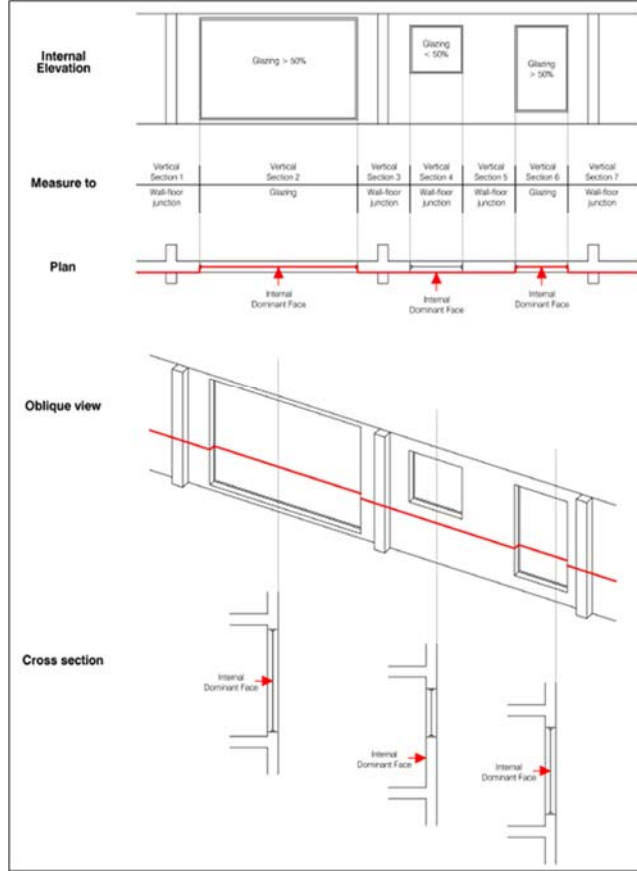 Internal
Elevation
Glazing > 50%
Glazing
< 50%
Glazing
> 50%
Measure to
Vertical
Section 1
Vertical
Section 2
Vertical
Section 3
Vertical
Section 4
Vertical
Section 5
Vertical
Section 6
Vertical
Section 7
Wall-floor
junction
Glazing
Wall-floor
junction
Wall-floor
junction
Wall-floor
junction
Glazing
Wall-floor
junction
Plan
Internal
Dominant Face
Internal
Dominant Face
Internal
Dominant Face
Oblique view
Cross section
Internal
Dominant Face
Internal
Dominant Face
Internal
Dominant Face